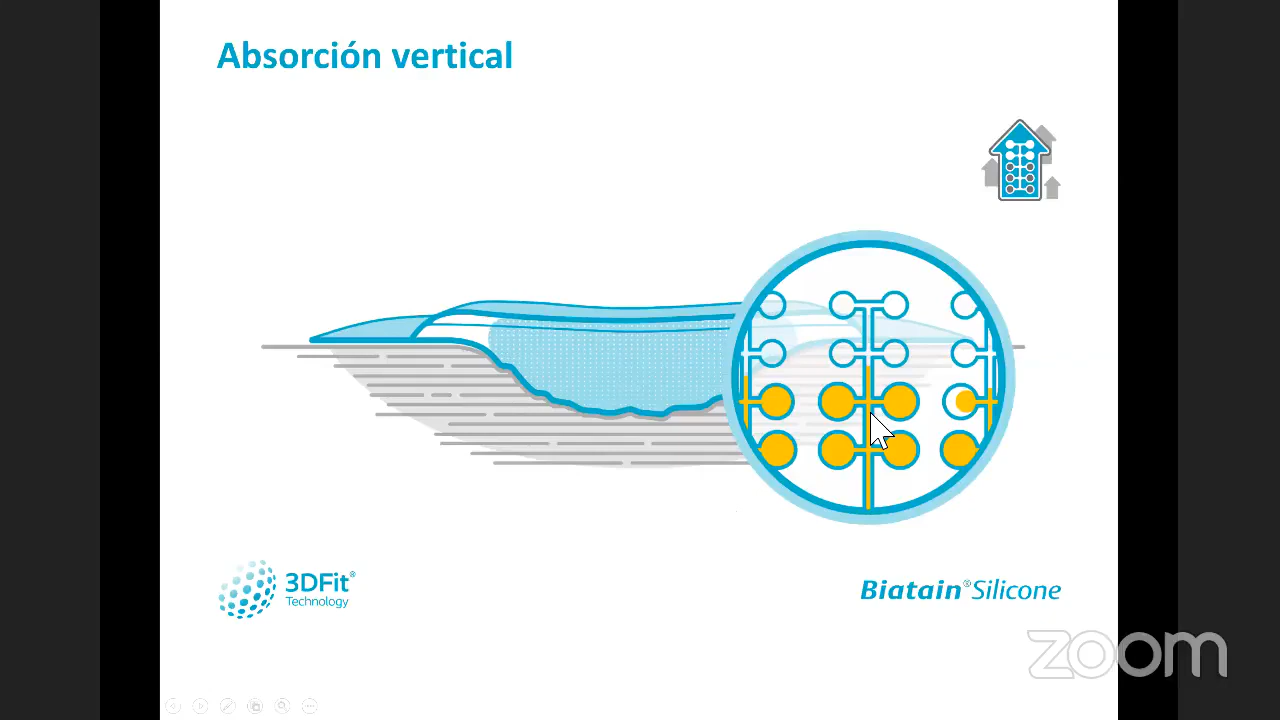 Absorción vertical
3DFit®
Technology
Biatain® Silicone
zoom